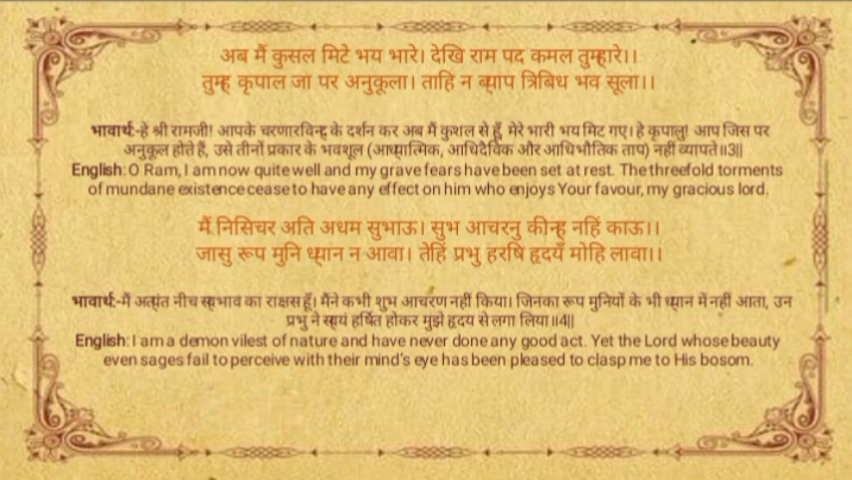 अब मैं कुसल मिटे भय भारे। देखि राम पद कमल तुम्हारे।।
तुम्ह कृपाल जा पर अनुकूला। ताहि न ब्याप त्रिबिध भव सूला।।
भावार्थ:-हे श्री रामजी! आपके चरणारविन्द के दर्शन कर अब मैं कुशल से हूँ, मेरे भारी भय मिट गए। हे कृपालु! आप जिस पर
अनुकूल होते हैं, उसे तीनों प्रकार के भवशूल (आध्यात्मिक, आधिदैविक और आधिभौतिक ताप) नहीं व्यापते॥3॥
English: O Ram, I am now quite well and my grave fears have been set at rest. The threefold torments
of mundane existence cease to have any effect on him who enjoys Your favour, my gracious lord.
मैं निसिचर अति अधम सुभाऊ। सुभ आचरनु कीन्ह नहिं काऊ।।
जासु रूप मुनि ध्यान न आवा। तेहिं प्रभु हरषि हृदयँ मोहि लावा।।
भावार्थ:-मैं अत्यंत नीच स्वभाव का राक्षस हूँ। मैंने कभी शुभ आचरण नहीं किया। जिनका रूप मुनियों के भी ध्यान में नहीं आता, उन
प्रभु ने स्वयं हर्षित होकर मुझे हृदय से लगा लिया॥4॥
English: I am a demon vilest of nature and have never done any good act. Yet the Lord whose beauty
even sages fail to perceive with their mind's eye has been pleased to clasp me to His bosom.